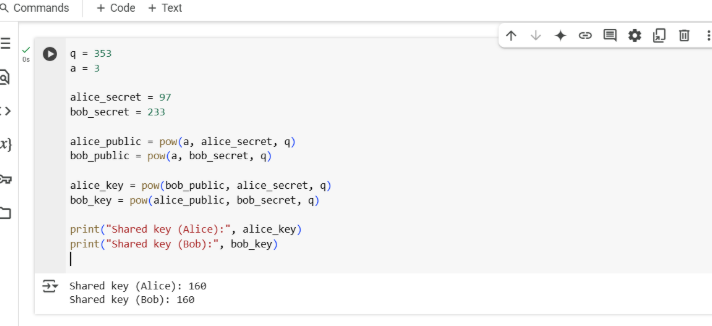 Commands + Code + Text
q = 353
a = 3
alice_secret = 97
bob_secret = 233
alice_public = pow(a, alice_secret, q)
bob_public = pow(a, bob_secret, q)
alice_key = pow(bob_public, alice_secret, q)
bob_key = pow(alice_public, bob_secret, q)
print("Shared key (Alice):", alice_key)
print("Shared key (Bob):", bob_key)
0s
Shared key (Alice): 160
Shared key (Bob): 160